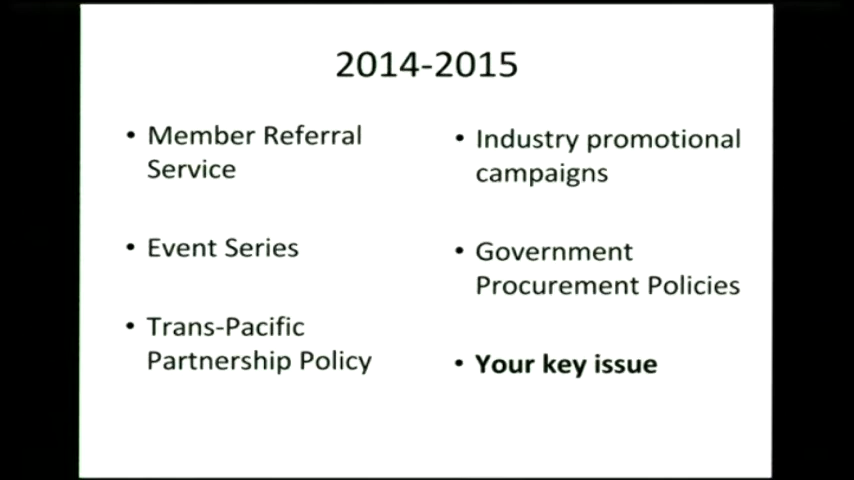 2014-2015
• Member Referral
Service
• Event Series
• Trans-Pacific
Partnership Policy
• Industry promotional
campaigns
• Government
Procurement Policies
• Your key issue